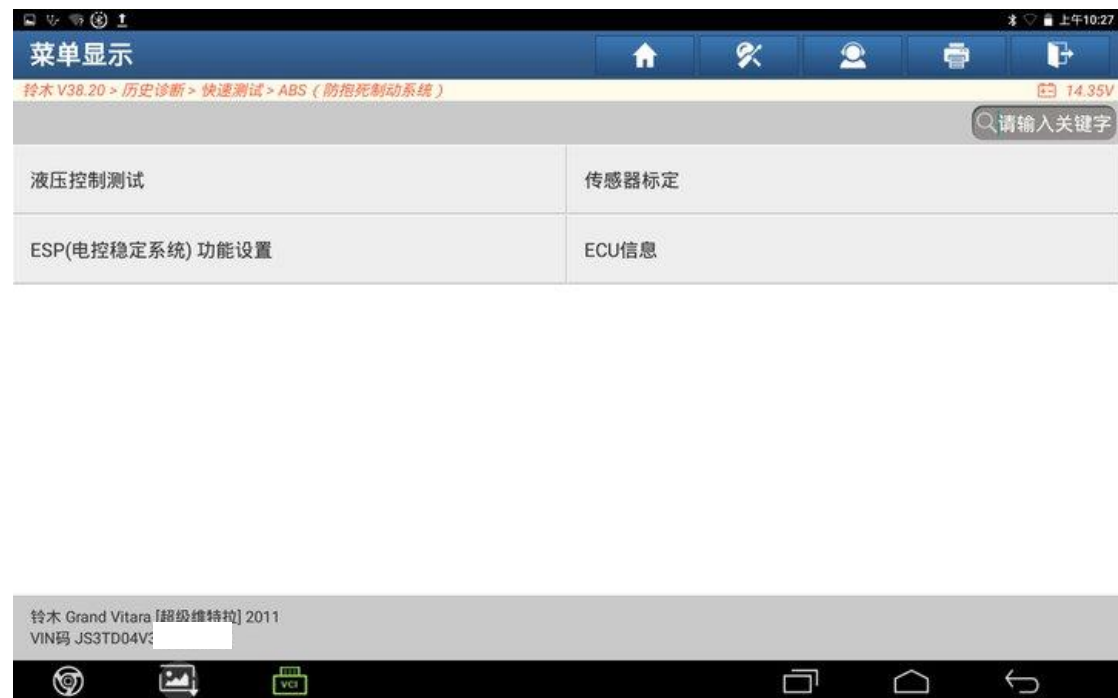 上午10:27
菜单显示
铃木 V38.20 > 历史诊断 > 快速测试 > ABS ( 防抱死制动系统 )
14.35V
请输入关键字
液压控制测试
传感器标定
ESP(电控稳定系统) 功能设置
ECU信息
铃木 Grand Vitara [超级维特拉] 2011
VIN码 JS3TD04V
VCI